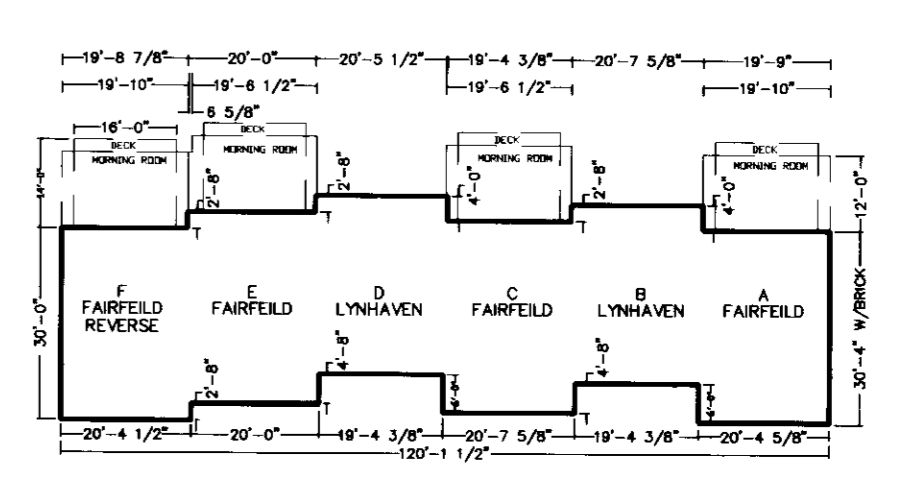 19'-8 7/8" 20'-0" 20'-5 1/2" 19'-4 3/8" 20'-7 5/8" 19'-9"
19'-10" 19'-6 1/2" 19'-6 1/2" 19'-10"
6 5/8"
16'-0" DECK DECK
DECK DECK
MORNING ROOM MORNING ROOM MORNING ROOM MORNING ROOM
14'-0" 2'-8" 2'-8" 4'-0" 2'-8" 4'-0" 12'-0"
F E D C B A
FAIRFEILD FAIRFEILD LYNHAVEN FAIRFEILD LYNHAVEN FAIRFEILD
REVERSE
30'-0" 30'-4" W/BRICK
2'-8" 4'-8" 6'-0" 4'-8" 6'-0"
20'-4 1/2" 20'-0" 19'-4 3/8" 20'-7 5/8" 19'-4 3/8" 20'-4 5/8"
120'-1 1/2"